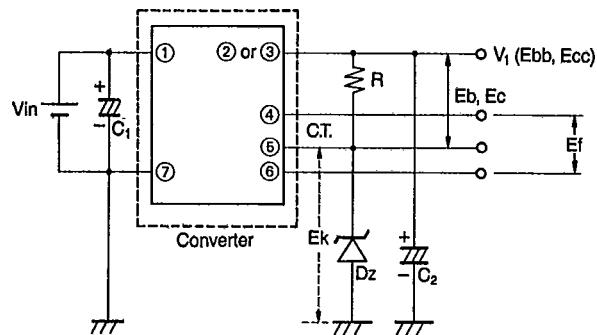 ① ② or ③ V₁ (Ebb, Ecc)
+ R
Vin Eb, Ec
− C₁ ④
C.T. Ef
⑤
⑦ ⑥
Converter Ek
+
Dz − C₂